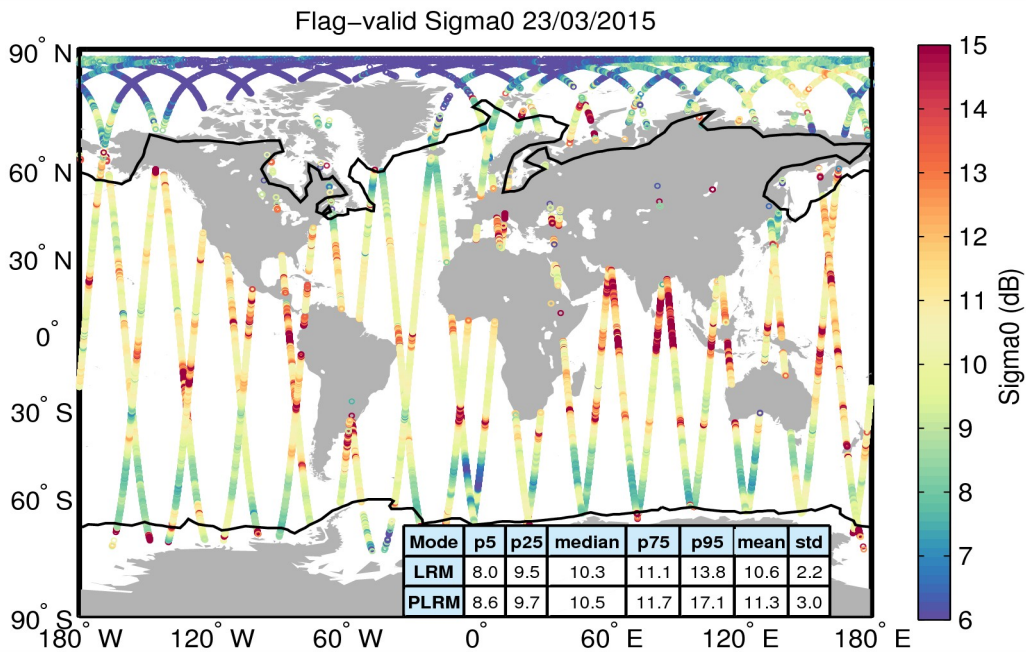 Flag−valid Sigma0 23/03/2015
90° N
60° N
30° N
0°
30° S
60° S
90° S
180° W
120° W
60° W
0°
60° E
120° E
180° E
Mode p5 p25 median p75 p95 mean std
LRM 8.0 9.5 10.3 11.1 13.8 10.6 2.2
PLRM 8.6 9.7 10.5 11.7 17.1 11.3 3.0
15
14
13
12
11
10
9
8
7
6
Sigma0 (dB)